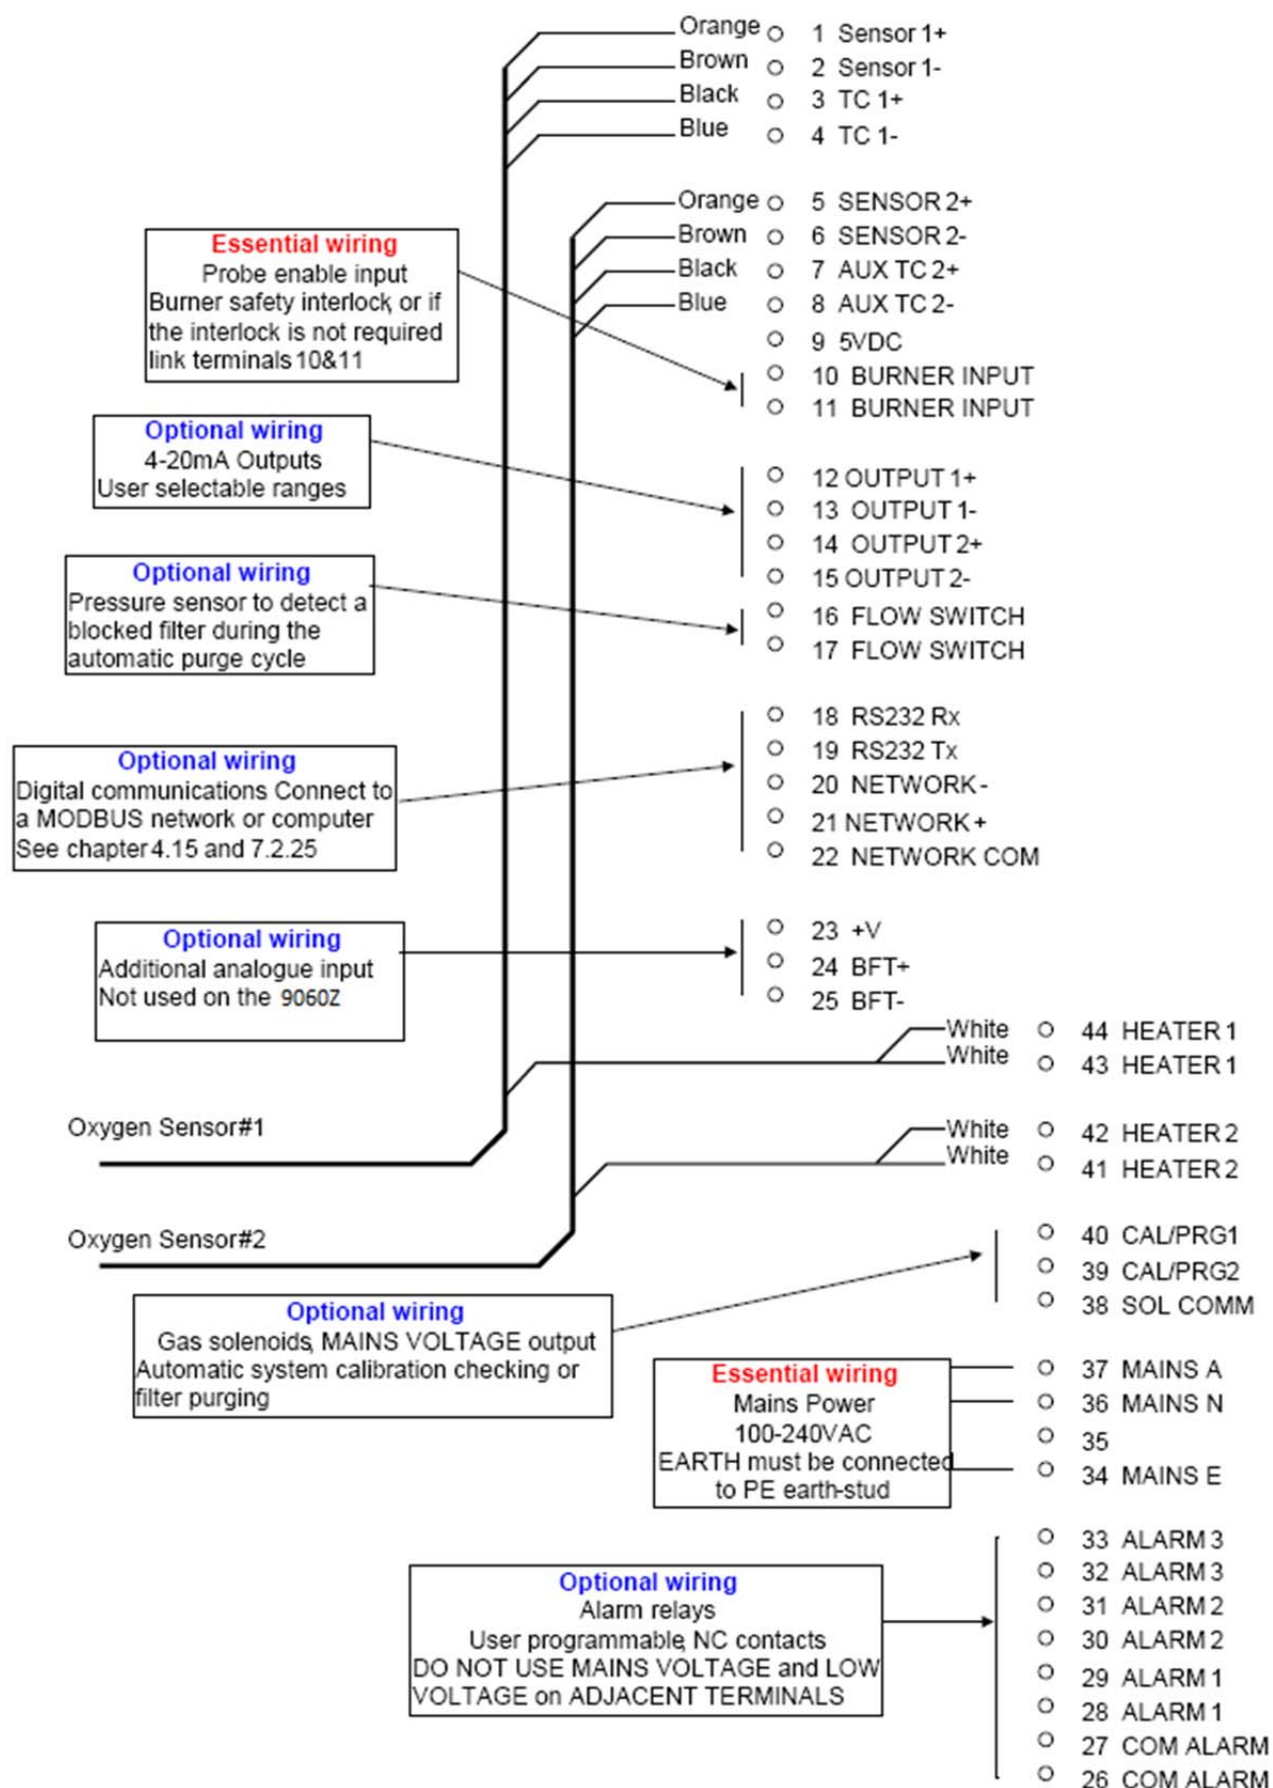 Orange 1 Sensor 1+
Brown 2 Sensor 1-
Black 3 TC 1+
Blue 4 TC 1-
Orange 5 SENSOR 2+
Brown 6 SENSOR 2-
Black 7 AUX TC 2+
Blue 8 AUX TC 2-
9 5VDC
10 BURNER INPUT
11 BURNER INPUT
Essential wiring
Probe enable input
Burner safety interlock, or if
the interlock is not required
link terminals 10&11
Optional wiring
4-20mA Outputs
User selectable ranges
12 OUTPUT 1+
13 OUTPUT 1-
14 OUTPUT 2+
15 OUTPUT 2-
Optional wiring
Pressure sensor to detect a
blocked filter during the
automatic purge cycle
16 FLOW SWITCH
17 FLOW SWITCH
Optional wiring
Digital communications Connect to
a MODBUS network or computer
See chapter 4.15 and 7.2.25
18 RS232 Rx
19 RS232 Tx
20 NETWORK -
21 NETWORK +
22 NETWORK COM
Optional wiring
Additional analogue input
Not used on the 9060Z
23 +V
24 BFT+
25 BFT-
White 44 HEATER 1
White 43 HEATER 1
Oxygen Sensor#1
White 42 HEATER 2
White 41 HEATER 2
Oxygen Sensor#2
40 CAL/PRG1
39 CAL/PRG2
38 SOL COMM
Optional wiring
Gas solenoids, MAINS VOLTAGE output
Automatic system calibration checking or
filter purging
Essential wiring
Mains Power
100-240VAC
EARTH must be connected
to PE earth-stud
37 MAINS A
36 MAINS N
35
34 MAINS E
Optional wiring
Alarm relays
User programmable, NC contacts
DO NOT USE MAINS VOLTAGE and LOW
VOLTAGE on ADJACENT TERMINALS
33 ALARM 3
32 ALARM 3
31 ALARM 2
30 ALARM 2
29 ALARM 1
28 ALARM 1
27 COM ALARM
26 COM ALARM